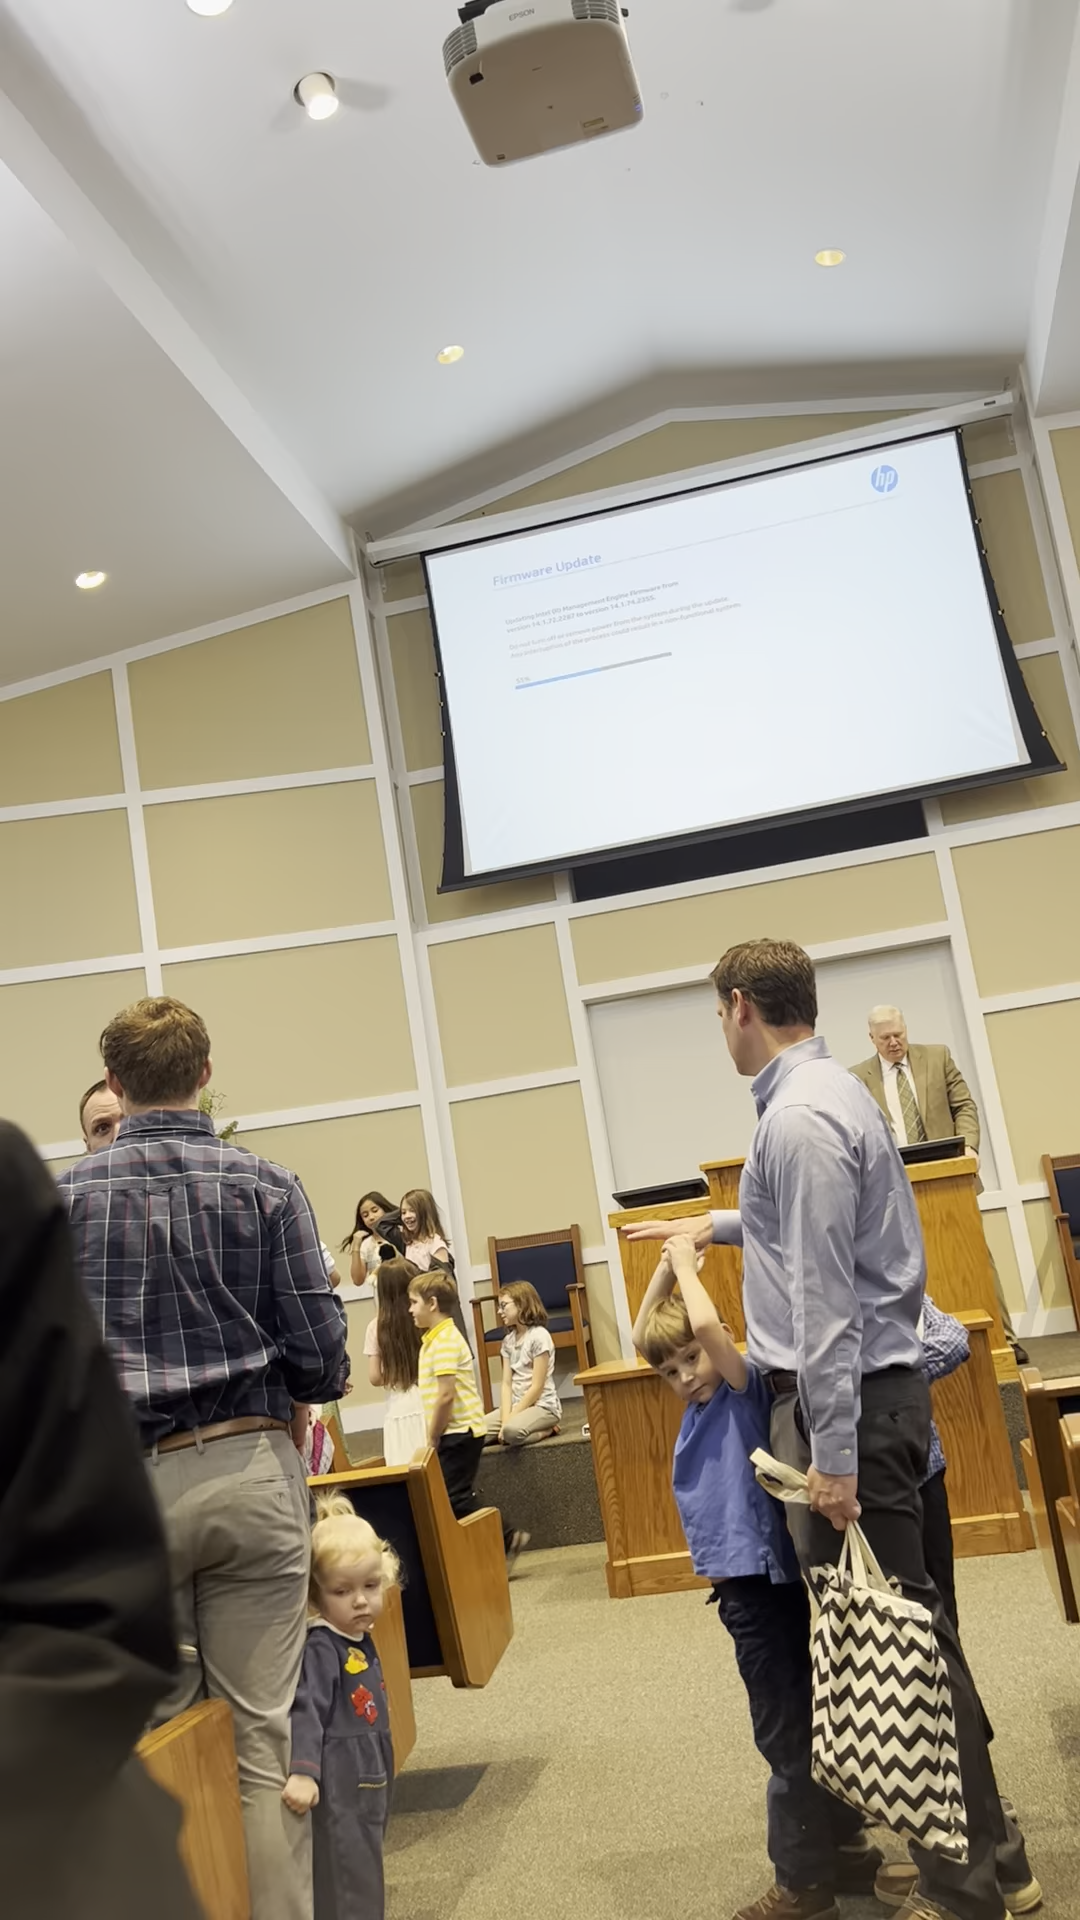 EPSON
hp
Firmware Update
Updating Intel (R) Management Engine Firmware from
version 14.1.72.2287 to version 14.1.74.2355.
Do not turn off or remove power from the system during the update.
Any interruption of the process could result in a non-functional system.
55%